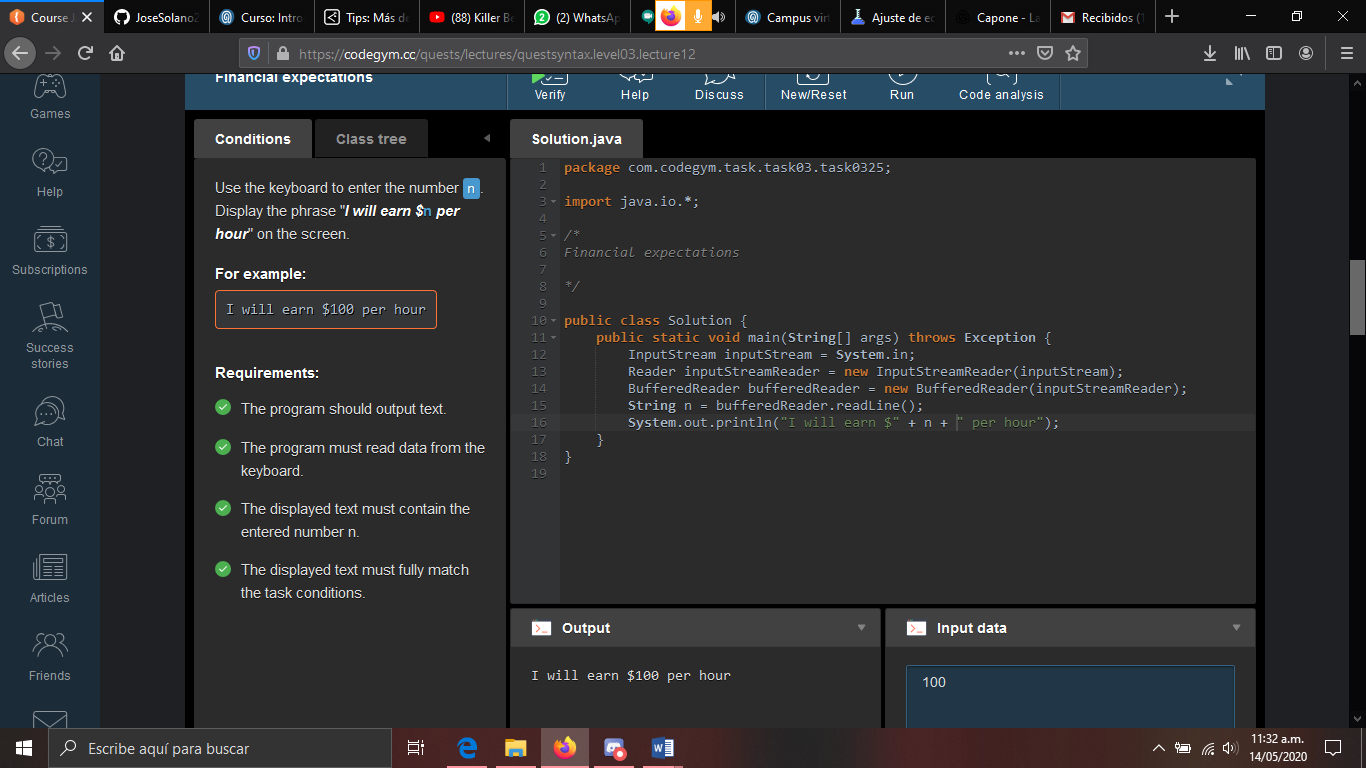 Course J
JoseSolano2
Curso: Intro
Tips: Más de
(88) Killer Be
(2) WhatsAp
Campus virt
Ajuste de ec
Capone - La
Recibidos (1
https://codegym.cc/quests/lectures/questsyntax.level03.lecture12
Financial expectations
Verify
Help
Discuss
New/Reset
Run
Code analysis
Games
Help
Subscriptions
Success
stories
Chat
Forum
Articles
Friends
Conditions
Class tree
Use the keyboard to enter the number n.
Display the phrase "I will earn $n per
hour" on the screen.
For example:
I will earn $100 per hour
Requirements:
The program should output text.
The program must read data from the
keyboard.
The displayed text must contain the
entered number n.
The displayed text must fully match
the task conditions.
Solution.java
1 package com.codegym.task.task03.task0325;
2
3 import java.io.*;
4
5 /*
6 Financial expectations
7
8 */
9
10 public class Solution {
11 public static void main(String[] args) throws Exception {
12 InputStream inputStream = System.in;
13 Reader inputStreamReader = new InputStreamReader(inputStream);
14 BufferedReader bufferedReader = new BufferedReader(inputStreamReader);
15 String n = bufferedReader.readLine();
16 System.out.println("I will earn $" + n + " per hour");
17 }
18 }
19
Output
I will earn $100 per hour
Input data
100
Escribe aquí para buscar
11:32 a.m.
14/05/2020